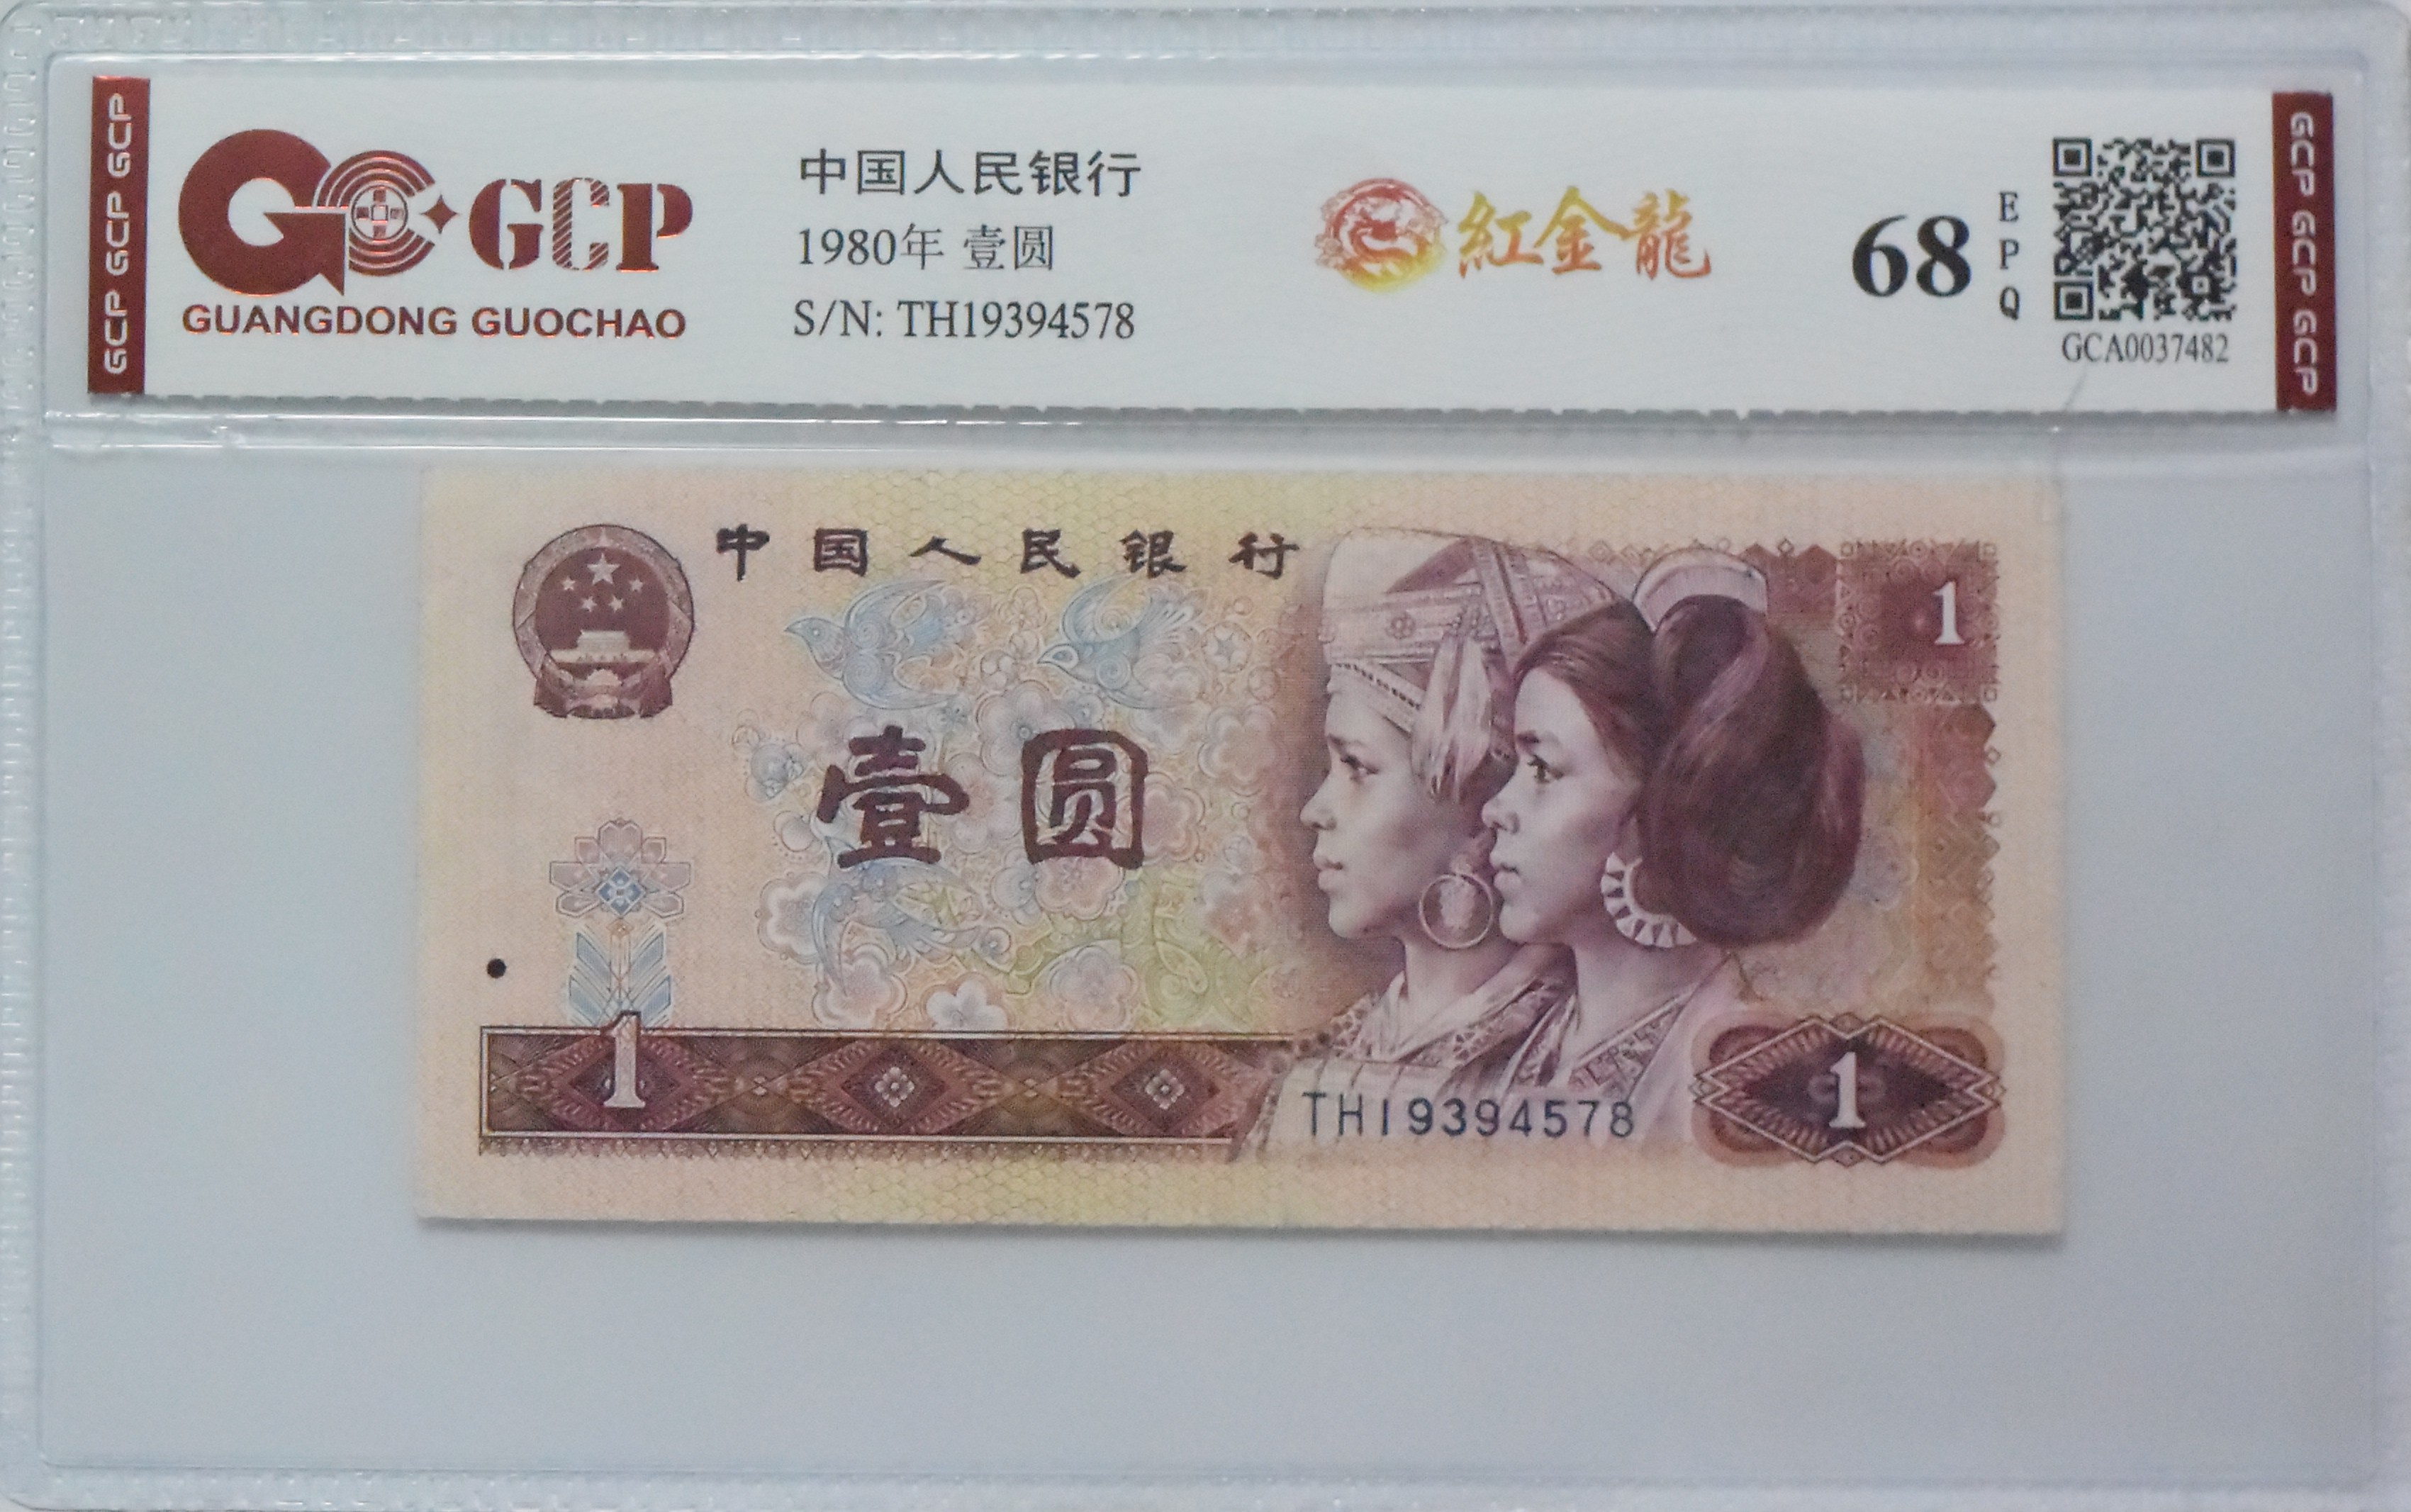 GCP GCP GCP
GCP
GUANGDONG GUOCHAO
中国人民银行
1980年 壹圆
S/N: TH19394578
紅金龍
68
EPQ
GCA0037482
GCP GCP GCP
中国人民银行
1
壹圆
1
TH19394578
1